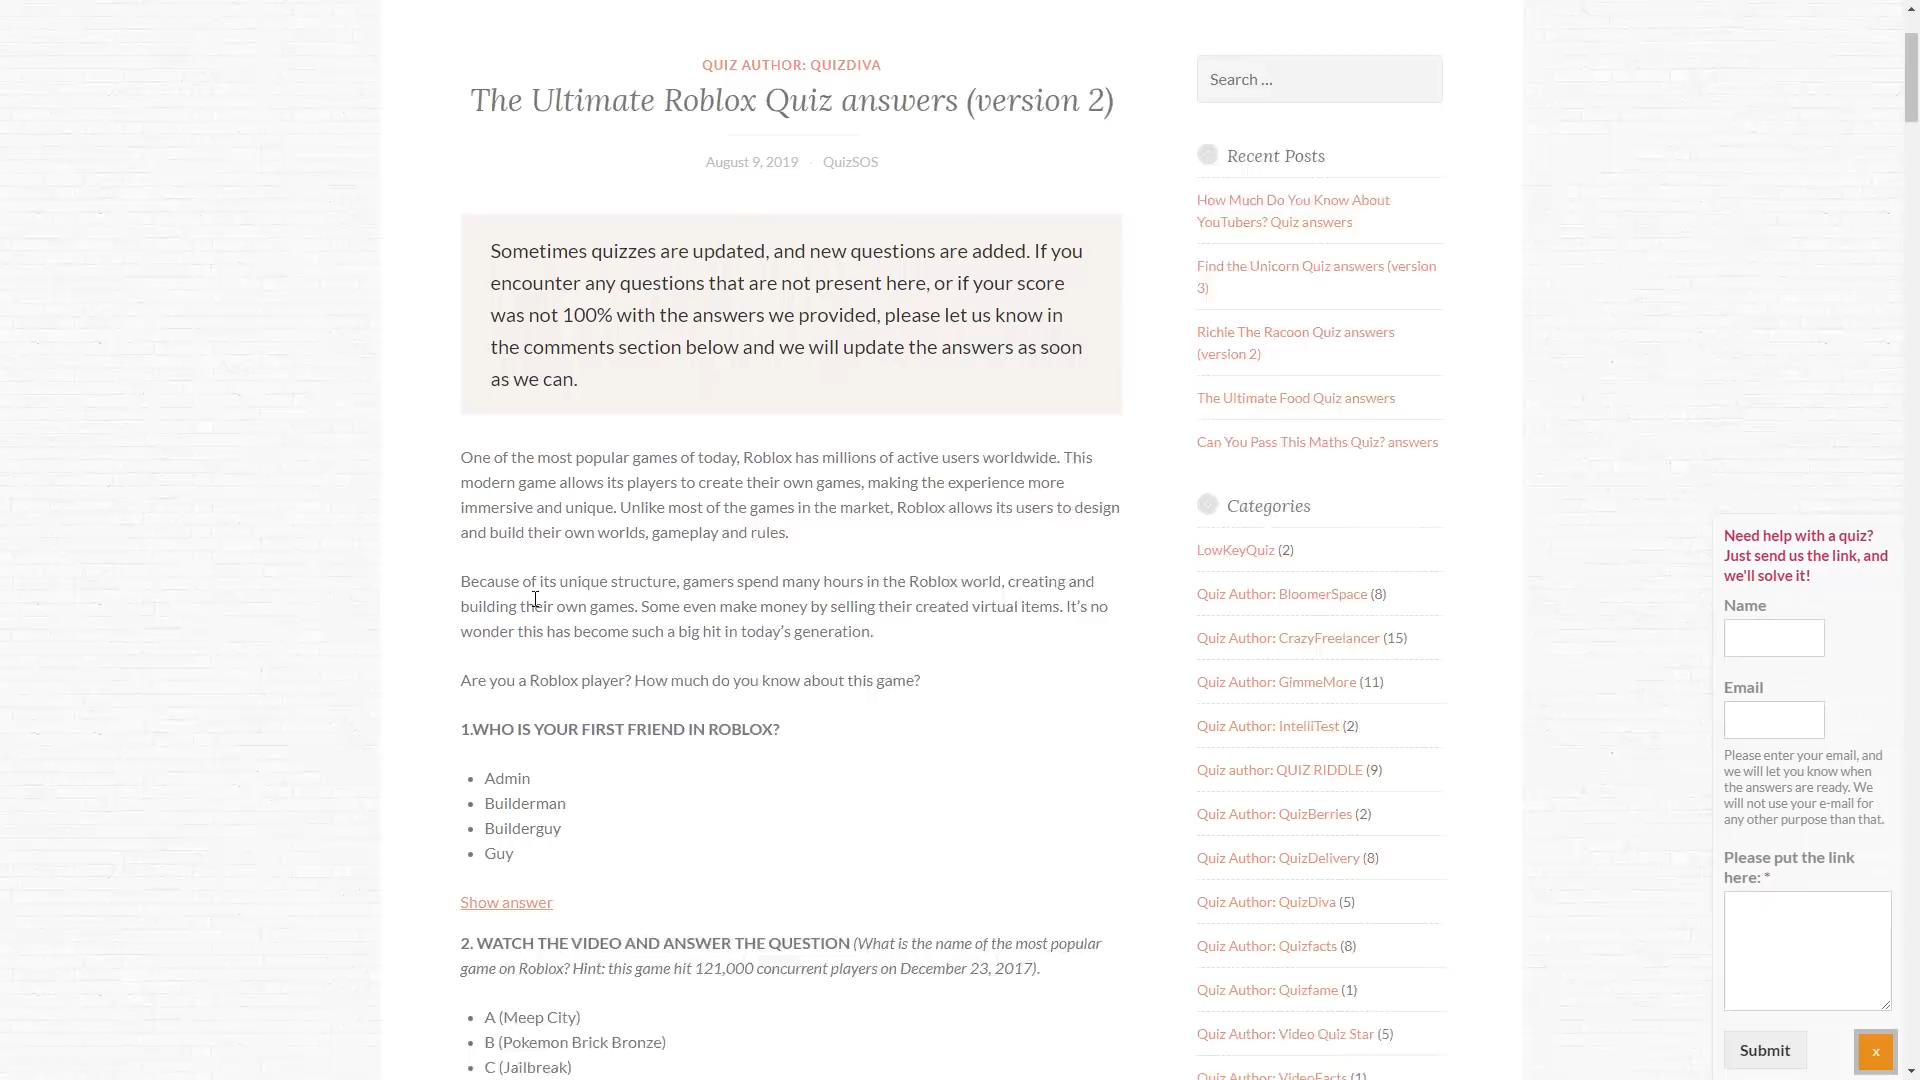 QUIZ AUTHOR: QUIZDIVA
The Ultimate Roblox Quiz answers (version 2)
August 9, 2019 · QuizSOS
Sometimes quizzes are updated, and new questions are added. If you
encounter any questions that are not present here, or if your score
was not 100% with the answers we provided, please let us know in
the comments section below and we will update the answers as soon
as we can.
One of the most popular games of today, Roblox has millions of active users worldwide. This
modern game allows its players to create their own games, making the experience more
immersive and unique. Unlike most of the games in the market, Roblox allows its users to design
and build their own worlds, gameplay and rules.
Because of its unique structure, gamers spend many hours in the Roblox world, creating and
building their own games. Some even make money by selling their created virtual items. It’s no
wonder this has become such a big hit in today’s generation.
Are you a Roblox player? How much do you know about this game?
1.WHO IS YOUR FIRST FRIEND IN ROBLOX?
• Admin
• Builderman
• Builderguy
• Guy
Show answer
2. WATCH THE VIDEO AND ANSWER THE QUESTION (What is the name of the most popular
game on Roblox? Hint: this game hit 121,000 concurrent players on December 23, 2017).
• A (Meep City)
• B (Pokemon Brick Bronze)
• C (Jailbreak)
Search ...
Recent Posts
How Much Do You Know About
YouTubers? Quiz answers
Find the Unicorn Quiz answers (version
3)
Richie The Racoon Quiz answers
(version 2)
The Ultimate Food Quiz answers
Can You Pass This Maths Quiz? answers
Categories
LowKeyQuiz (2)
Quiz Author: BloomerSpace (8)
Quiz Author: CrazyFreelancer (15)
Quiz Author: GimmeMore (11)
Quiz Author: IntelliTest (2)
Quiz author: QUIZ RIDDLE (9)
Quiz Author: QuizBerries (2)
Quiz Author: QuizDelivery (8)
Quiz Author: QuizDiva (5)
Quiz Author: Quizfacts (8)
Quiz Author: Quizfame (1)
Quiz Author: Video Quiz Star (5)
Quiz Author: VideoFacts (1)
Need help with a quiz?
Just send us the link, and
we'll solve it!
Name
Email
Please enter your email, and
we will let you know when
the answers are ready. We
will not use your e-mail for
any other purpose than that.
Please put the link
here: *
Submit
x